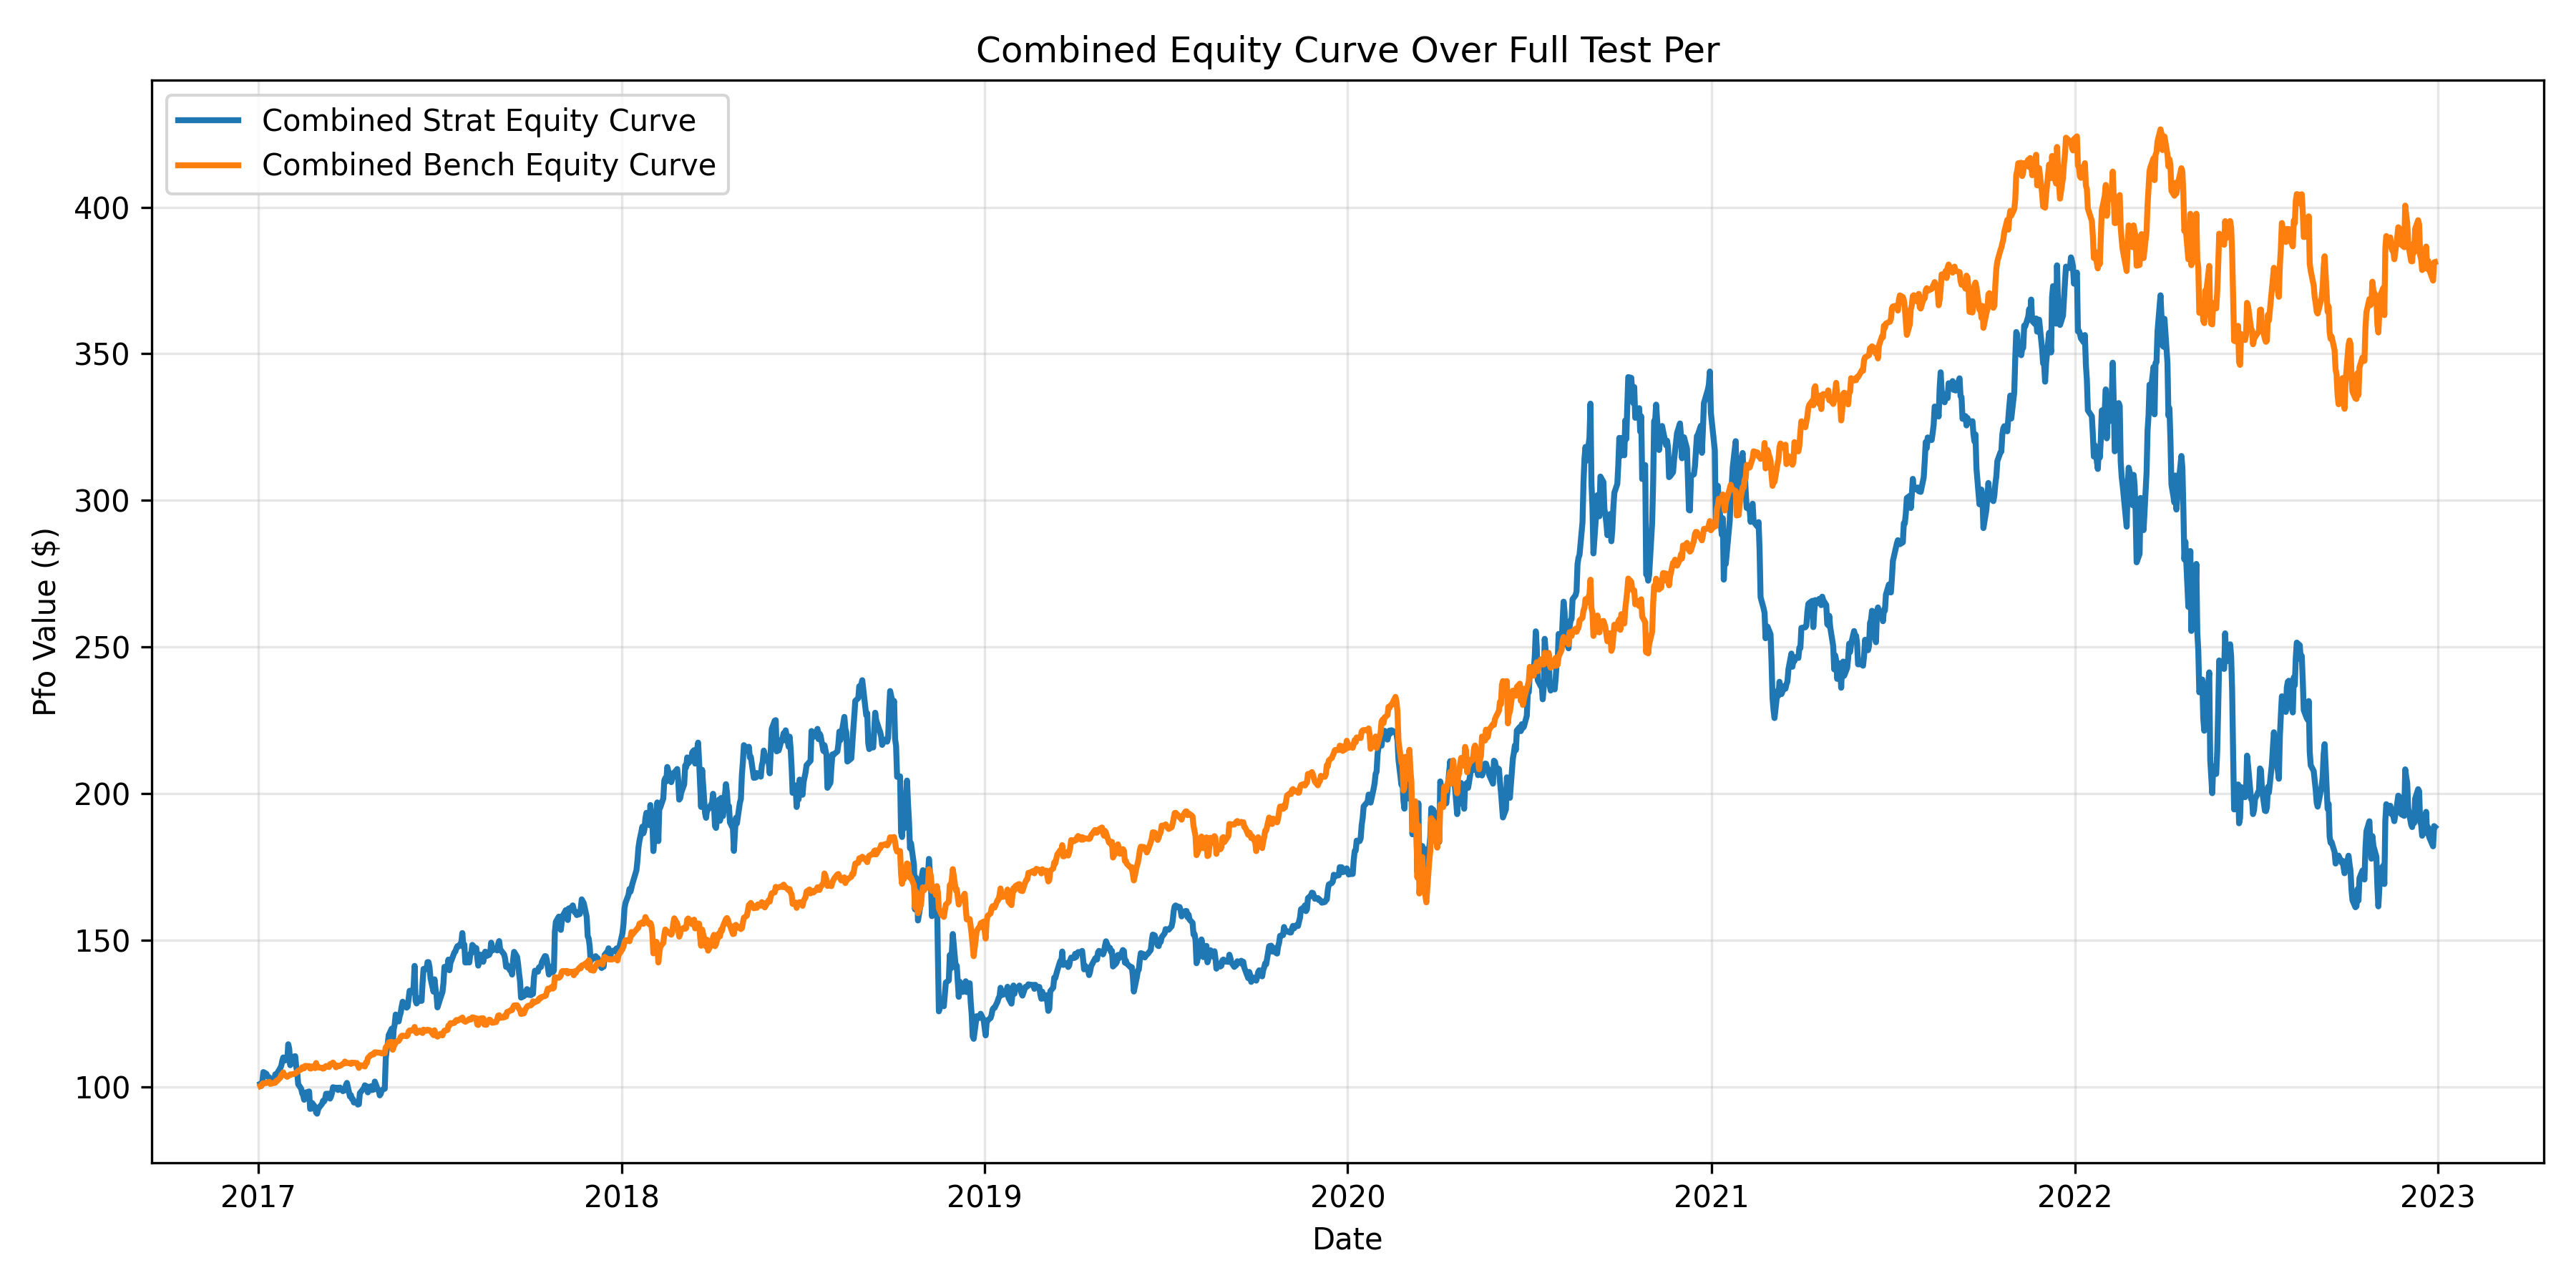 Combined Equity Curve Over Full Test Per
Combined Strat Equity Curve
Combined Bench Equity Curve
Pfo Value ($)
400
350
300
250
200
150
100
2017 2018 2019 2020 2021 2022 2023
Date